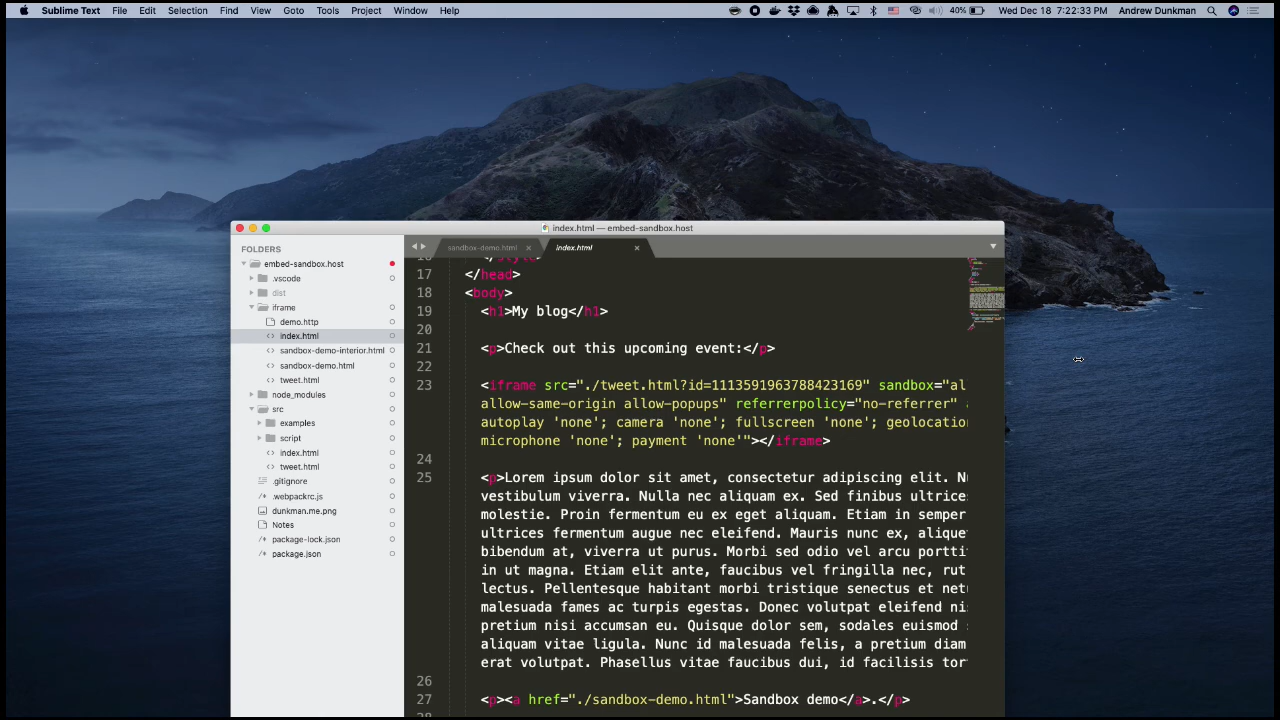 Sublime Text File Edit Selection Find View Goto Tools Project Window Help 40% Wed Dec 18 7:22:33 PM Andrew Dunkman
index.html — embed-sandbox.host
FOLDERS
embed-sandbox.host
.vscode
dist
iframe
demo.http
index.html
sandbox-demo-interior.html
sandbox-demo.html
tweet.html
node_modules
src
examples
script
index.html
tweet.html
.gitignore
.webpackrc.js
dunkman.me.png
Notes
package-lock.json
package.json
sandbox-demo.html × index.html ×
16 </style>
17 </head>
18 <body>
19 <h1>My blog</h1>
20
21 <p>Check out this upcoming event:</p>
22
23 <iframe src="./tweet.html?id=1113591963788423169" sandbox="al
allow-same-origin allow-popups" referrerpolicy="no-referrer" a
autoplay 'none'; camera 'none'; fullscreen 'none'; geolocation
microphone 'none'; payment 'none'"></iframe>
24
25 <p>Lorem ipsum dolor sit amet, consectetur adipiscing elit. Nu
vestibulum viverra. Nulla nec aliquam ex. Sed finibus ultrices
molestie. Proin fermentum eu ex eget aliquam. Etiam in semper
ultrices fermentum augue nec eleifend. Mauris nunc ex, alique
bibendum at, viverra ut purus. Morbi sed odio vel arcu portti
in ut magna. Etiam elit ante, faucibus vel fringilla nec, rut
lectus. Pellentesque habitant morbi tristique senectus et net
malesuada fames ac turpis egestas. Donec volutpat eleifend ni
pretium nisi accumsan eu. Quisque dolor sem, sodales euismod
aliquam vitae ligula. Nunc id malesuada felis, a pretium diam
erat volutpat. Phasellus vitae faucibus dui, id facilisis tor
26
27 <p><a href="./sandbox-demo.html">Sandbox demo</a>.</p>